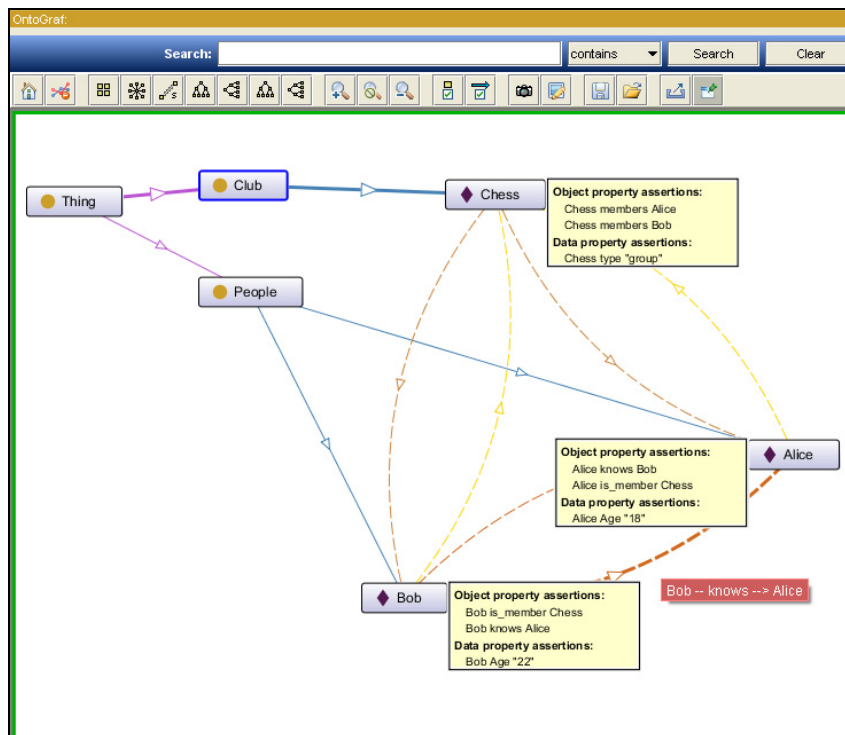 OntoGraf:
Search:
contains
Search
Clear
Thing
Club
Chess
Object property assertions:
Chess members Alice
Chess members Bob
Data property assertions:
Chess type "group"
People
Alice
Object property assertions:
Alice knows Bob
Alice is_member Chess
Data property assertions:
Alice Age "18"
Bob
Object property assertions:
Bob is_member Chess
Bob knows Alice
Data property assertions:
Bob Age "22"
Bob -- knows --> Alice